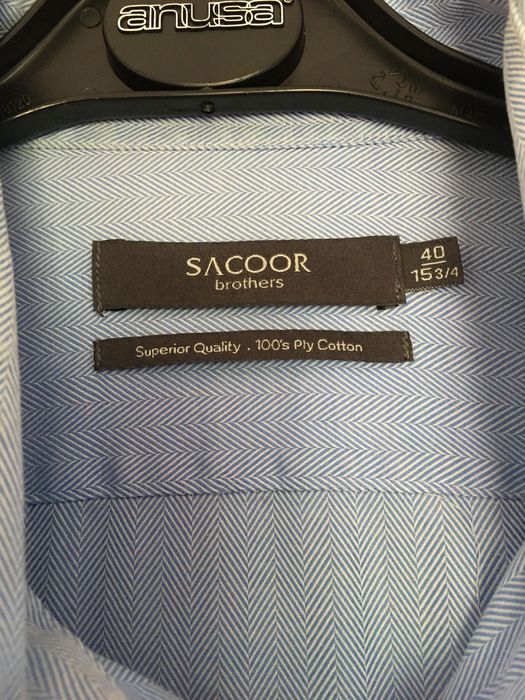 anusa
SACOOR
brothers
40
15 3/4
Superior Quality . 100's Ply Cotton